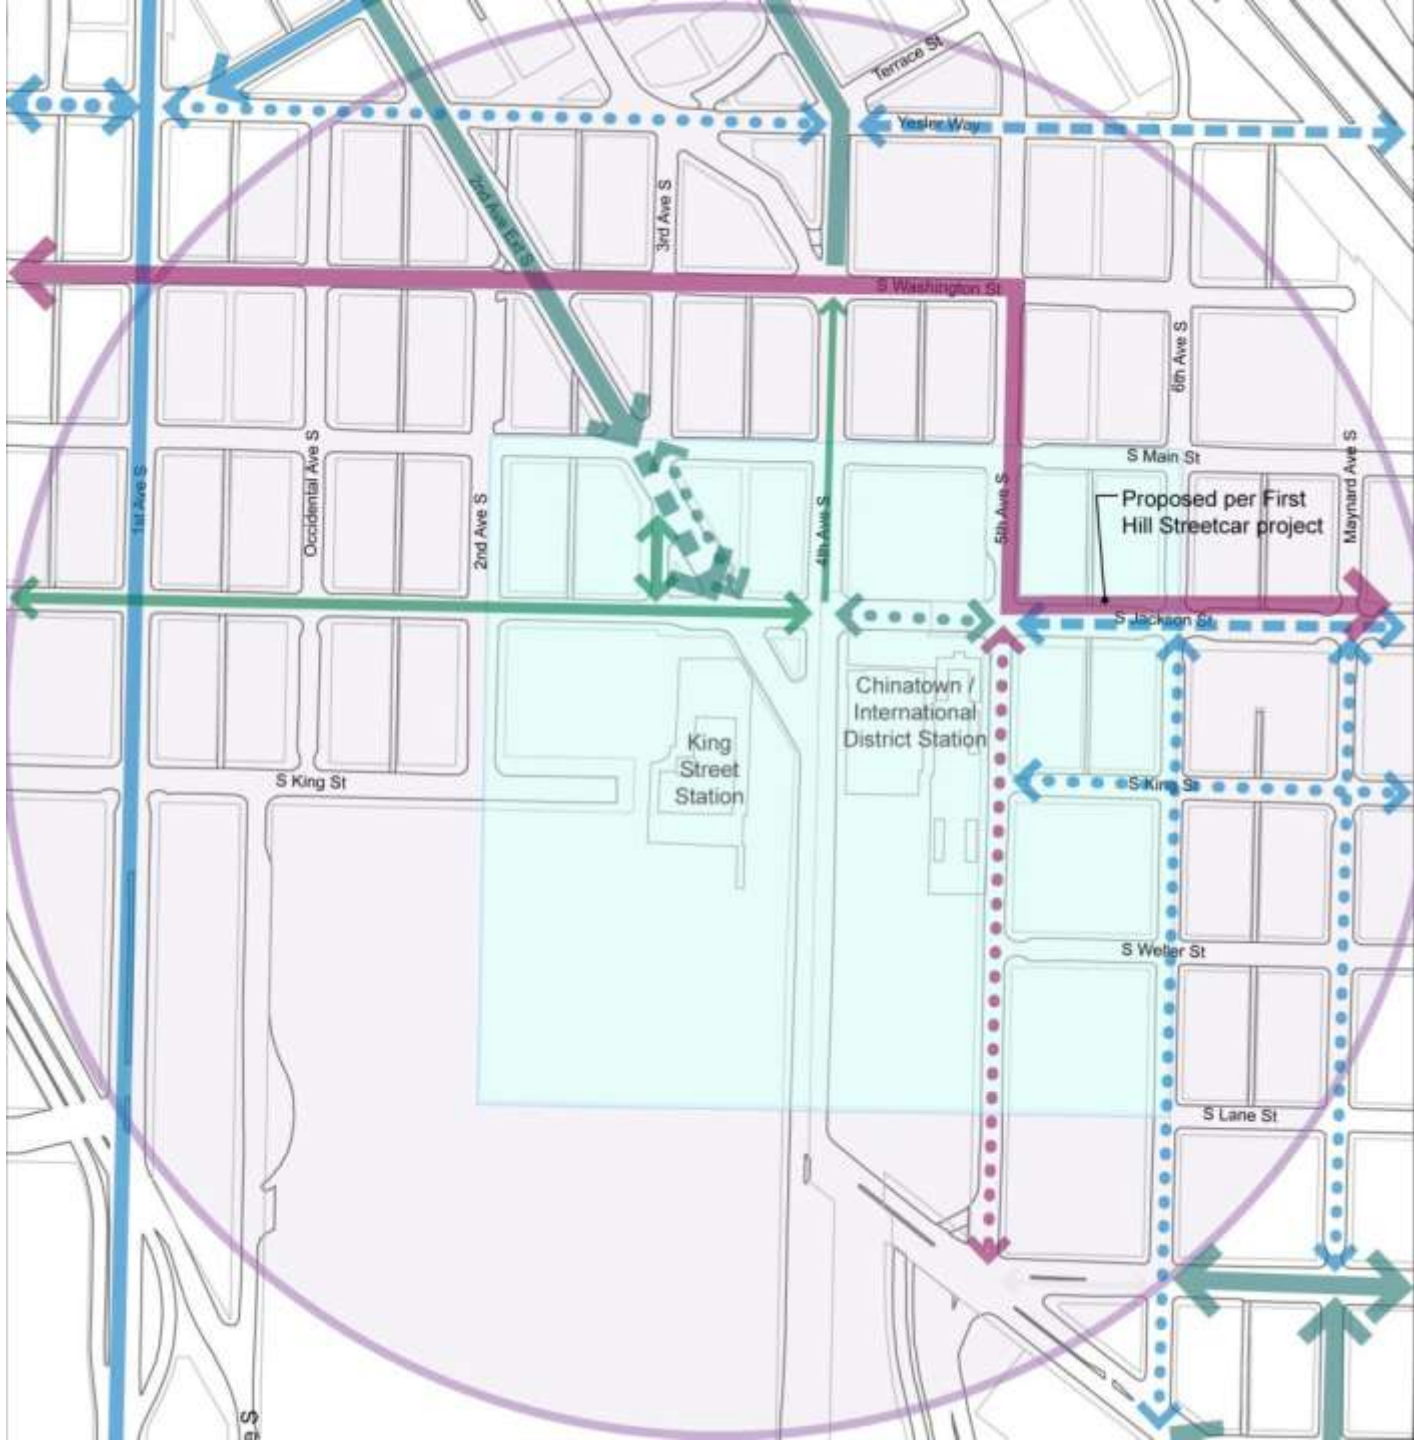 Terrace St
Yesler Way
2nd Ave Ext S
3rd Ave S
S Washington St
6th Ave S
Occidental Ave S
1st Ave S
2nd Ave S
4th Ave S
5th Ave S
S Main St
Maynard Ave S
Proposed per First
Hill Streetcar project
S Jackson St
Chinatown /
International
District Station
King
Street
Station
S King St
S King St
S Weller St
S Lane St